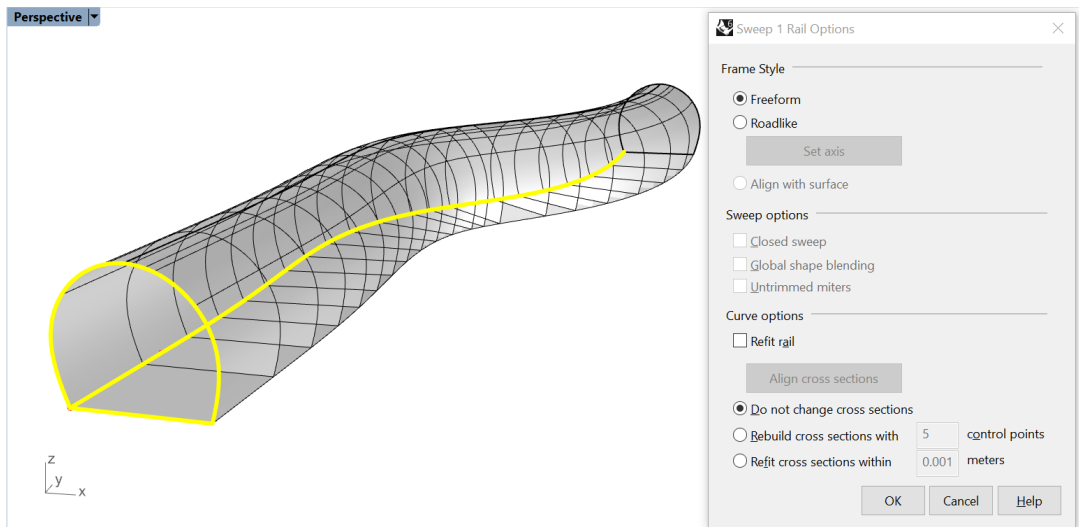 Perspective
z
y
x
6
Sweep 1 Rail Options
Frame Style
Freeform
Roadlike
Set axis
Align with surface
Sweep options
Closed sweep
Global shape blending
Untrimmed miters
Curve options
Refit rail
Align cross sections
Do not change cross sections
Rebuild cross sections with 5 control points
Refit cross sections within 0.001 meters
OK Cancel Help